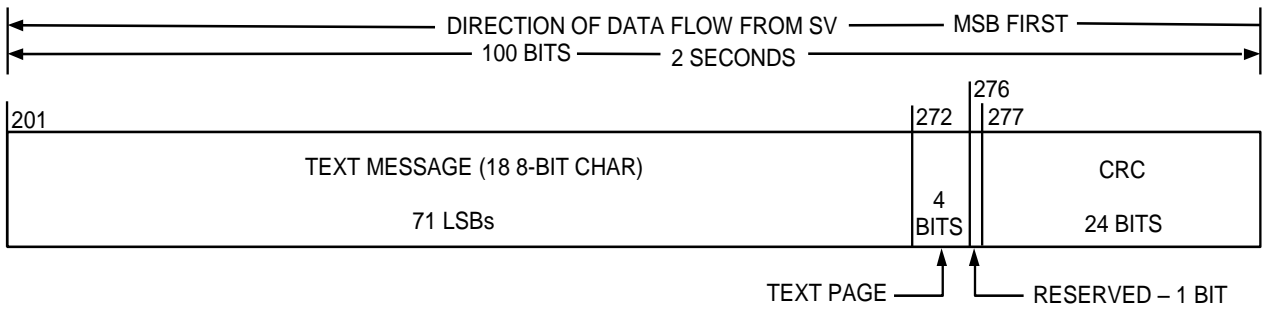 DIRECTION OF DATA FLOW FROM SV MSB FIRST
100 BITS 2 SECONDS
276
201 272 277
TEXT MESSAGE (18 8-BIT CHAR) CRC
4
71 LSBs BITS 24 BITS
TEXT PAGE RESERVED – 1 BIT